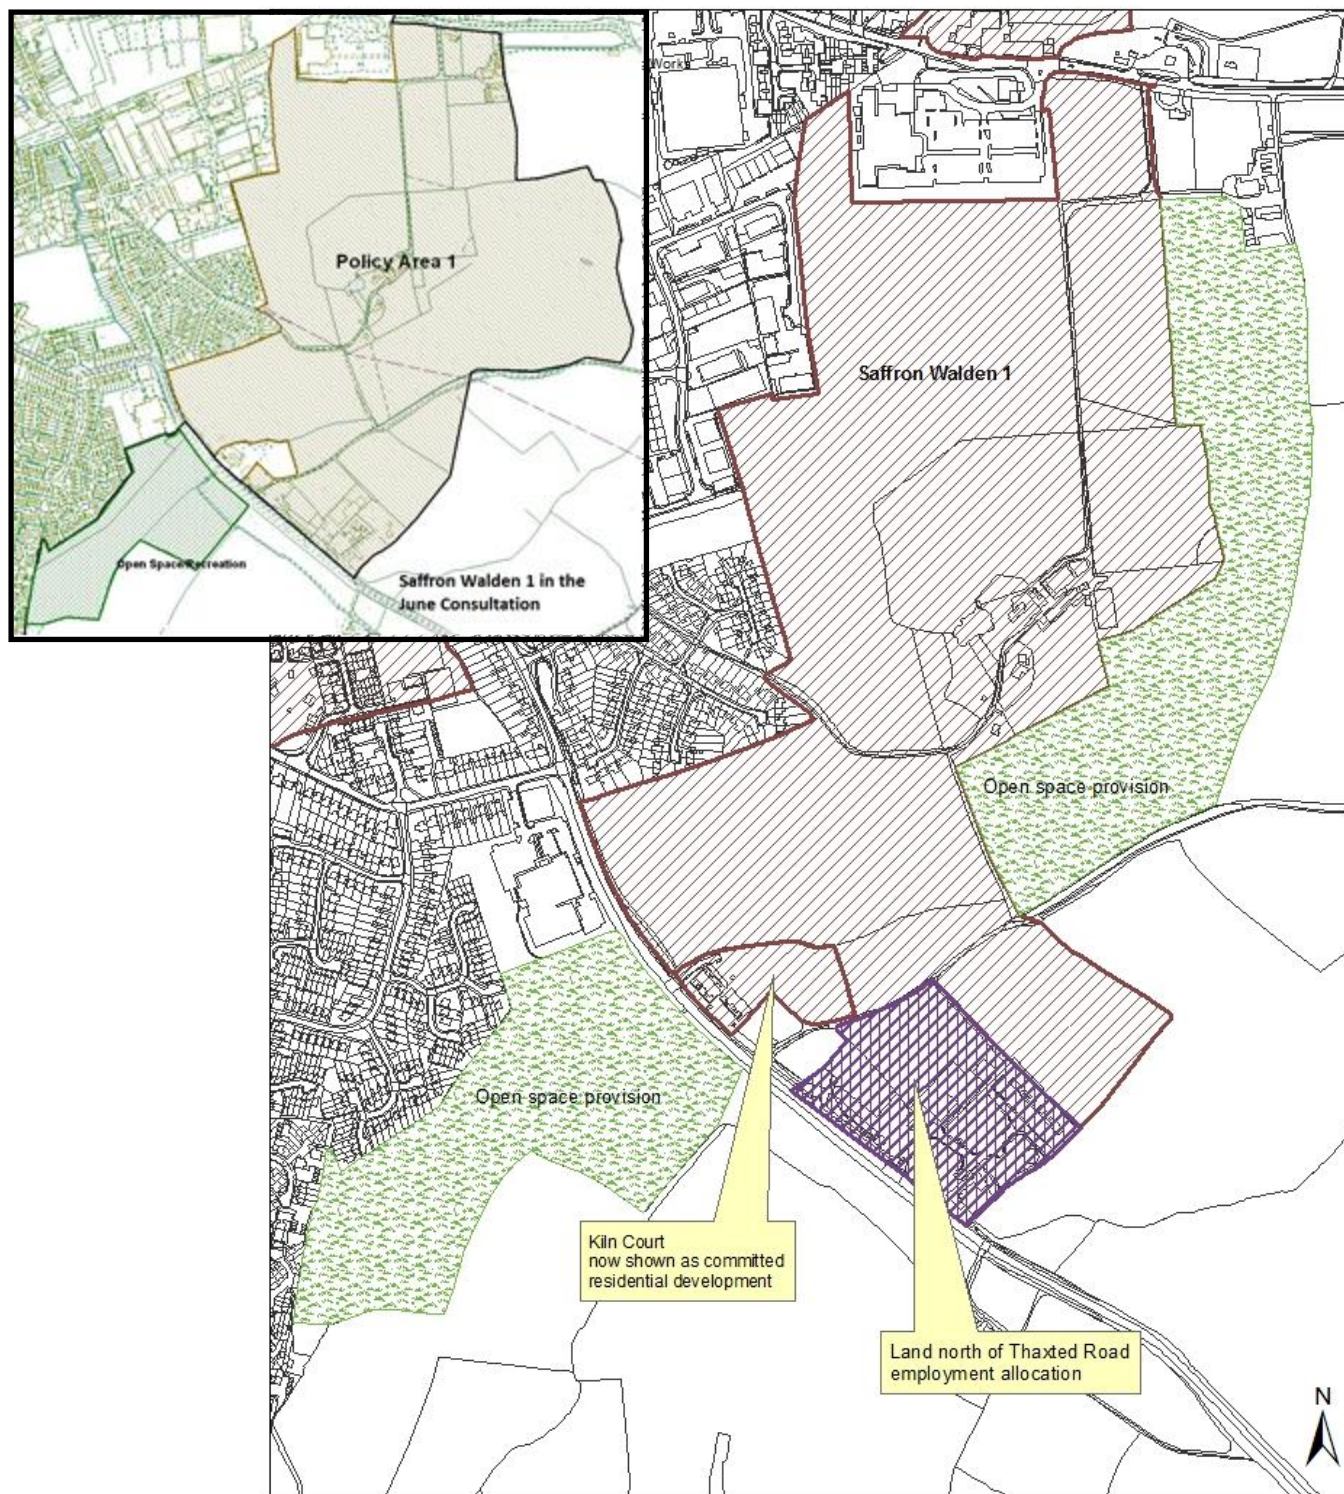 Policy Area 1
Open Space/Recreation
Saffron Walden 1 in the
June Consultation
Works
Saffron Walden 1
Open space provision
Open space provision
Kiln Court
now shown as committed
residential development
Land north of Thaxted Road
employment allocation
N